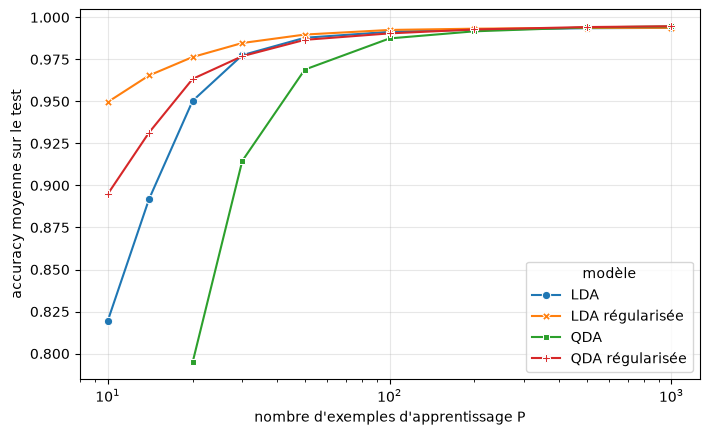 1.000
0.975
0.950
0.925
0.900
0.875
0.850
0.825
0.800
accuracy moyenne sur le test
10¹
10²
10³
nombre d'exemples d'apprentissage P
modèle
LDA
LDA régularisée
QDA
QDA régularisée